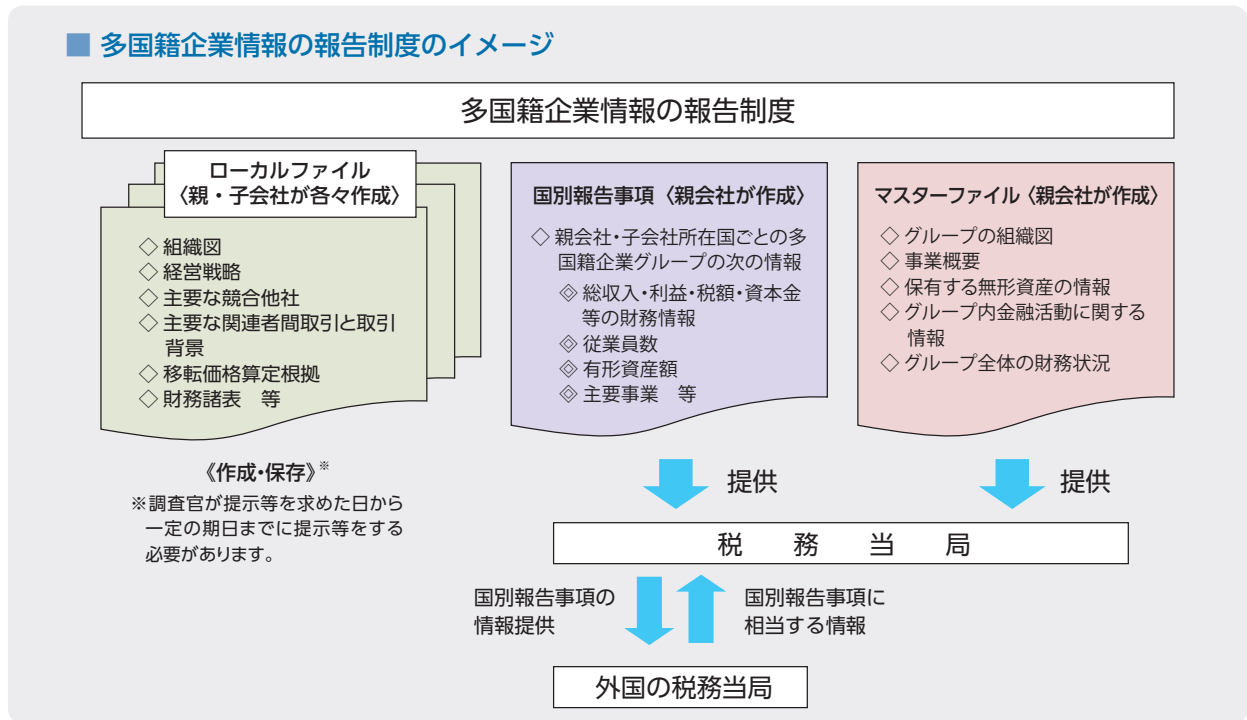 ■ 多国籍企業情報の報告制度のイメージ
多国籍企業情報の報告制度
ローカルファイル
〈親・子会社が各々作成〉
◇ 組織図
◇ 経営戦略
◇ 主要な競合他社
◇ 主要な関連者間取引と取引
背景
◇ 移転価格算定根拠
◇ 財務諸表　等
《作成・保存》※
※調査官が提示等を求めた日から
一定の期日までに提示等をする
必要があります。
国別報告事項〈親会社が作成〉
◇ 親会社・子会社所在国ごとの多
国籍企業グループの次の情報
◈ 総収入・利益・税額・資本金
等の財務情報
◈ 従業員数
◈ 有形資産額
◈ 主要事業　等
マスターファイル〈親会社が作成〉
◇ グループの組織図
◇ 事業概要
◇ 保有する無形資産の情報
◇ グループ内金融活動に関する
情報
◇ グループ全体の財務状況
提供
提供
税　務　当　局
国別報告事項の
情報提供
国別報告事項に
相当する情報
外国の税務当局